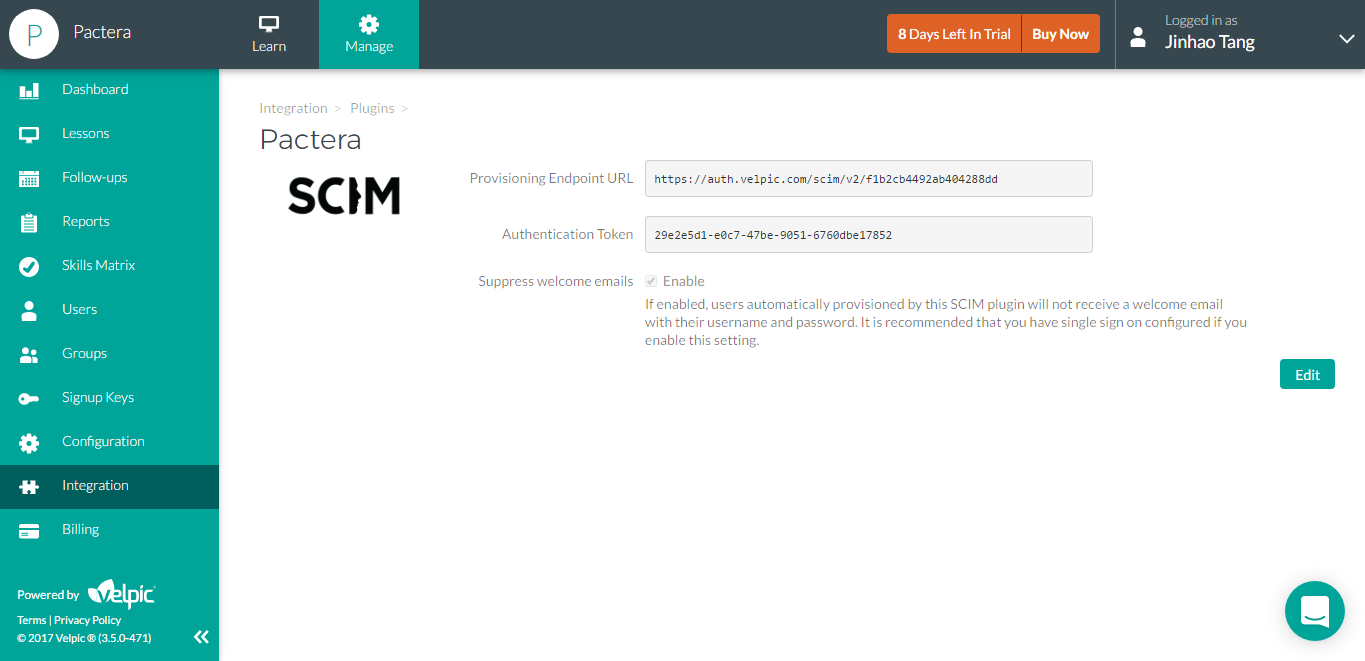 P
Pactera
Learn
Manage
8 Days Left In Trial
Buy Now
Logged in as
Jinhao Tang
Dashboard
Lessons
Follow-ups
Reports
Skills Matrix
Users
Groups
Signup Keys
Configuration
Integration
Billing
Powered by velpic
Terms | Privacy Policy
© 2017 Velpic ® (3.5.0-471)
Integration > Plugins >
Pactera
SCIM
Provisioning Endpoint URL
https://auth.velpic.com/scim/v2/f1b2cb4492ab404288dd
Authentication Token
29e2e5d1-e0c7-47be-9051-6760dbe17852
Suppress welcome emails
Enable
If enabled, users automatically provisioned by this SCIM plugin will not receive a welcome email
with their username and password. It is recommended that you have single sign on configured if you
enable this setting.
Edit